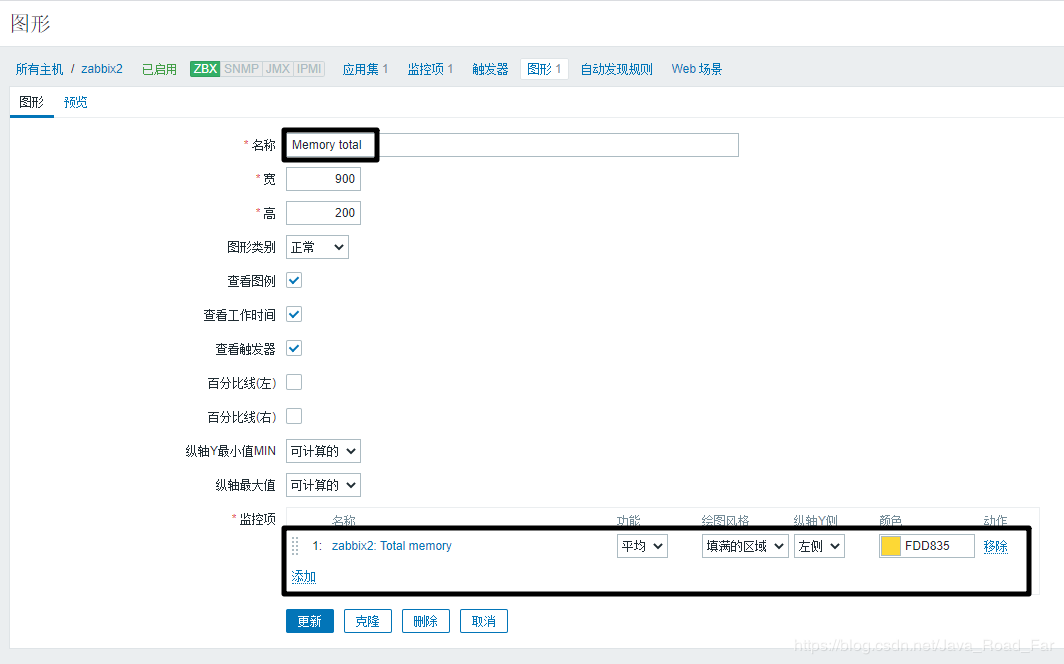 图形
所有主机 / zabbix2 已启用 ZBX SNMP JMX IPMI 应用集 1 监控项 1 触发器 图形 1 自动发现规则 Web 场景
图形 预览
* 名称 Memory total
* 宽 900
* 高 200
图形类别 正常
查看图例
查看工作时间
查看触发器
百分比线(左)
百分比线(右)
纵轴Y最小值MIN 可计算的
纵轴最大值 可计算的
* 监控项 名称 功能 绘图风格 纵轴Y侧 颜色 动作
1: zabbix2: Total memory 平均 填满的区域 左侧 FDD835 移除
添加
更新 克隆 删除 取消
https://blog.csdn.net/Java_Road_Far